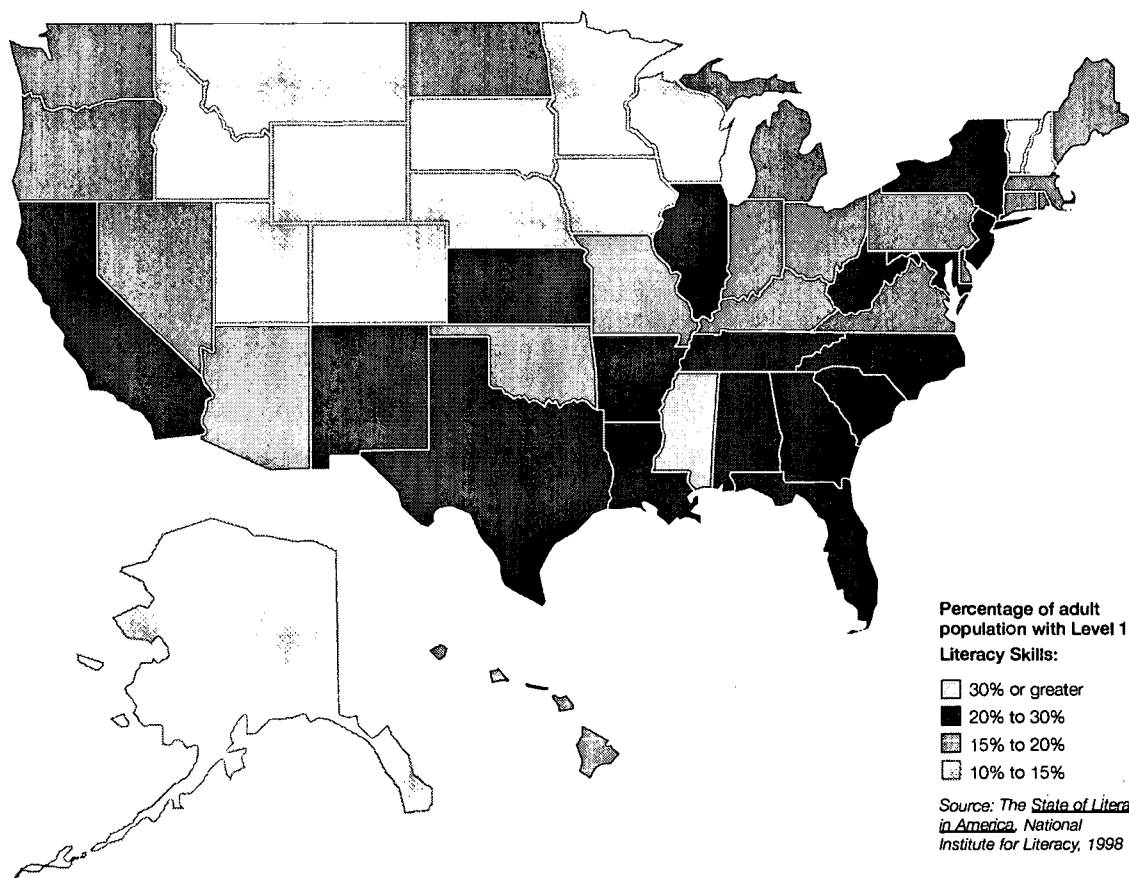 Percentage of adult
population with Level 1
Literacy Skills:
30% or greater
20% to 30%
15% to 20%
10% to 15%
Source: The State of Litera
in America, National
Institute for Literacy, 1998